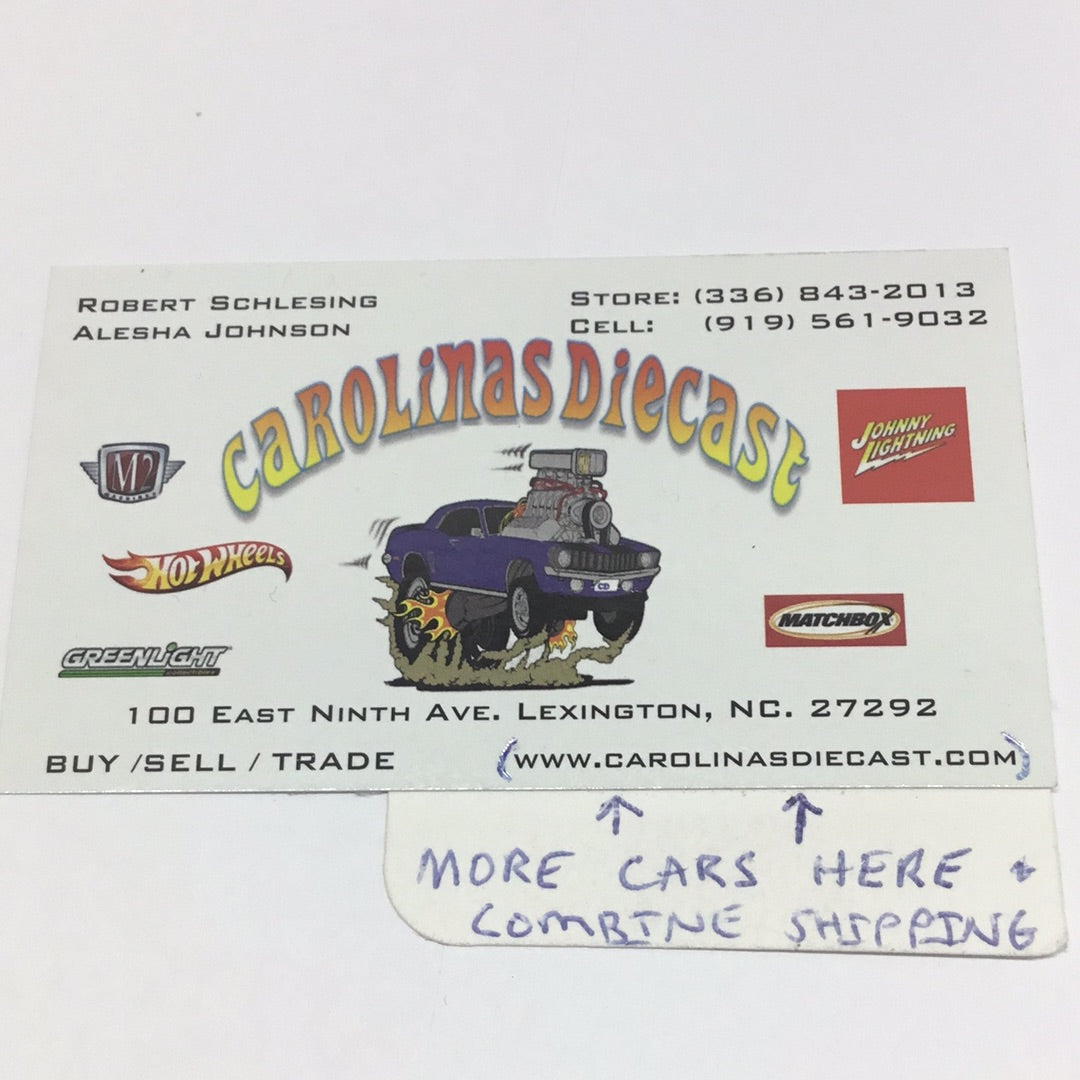 ROBERT SCHLESING
ALESHA JOHNSON
STORE: (336) 843-2013
CELL: (919) 561-9032
CAROLINAS DIECAST
M2
JOHNNY LIGHTNING
HOT WHEELS
CD
MATCHBOX
GREENLIGHT
100 EAST NINTH AVE. LEXINGTON, NC. 27292
BUY /SELL / TRADE
(WWW.CAROLINASDIECAST.COM)
MORE CARS HERE +
COMBINE SHIPPING